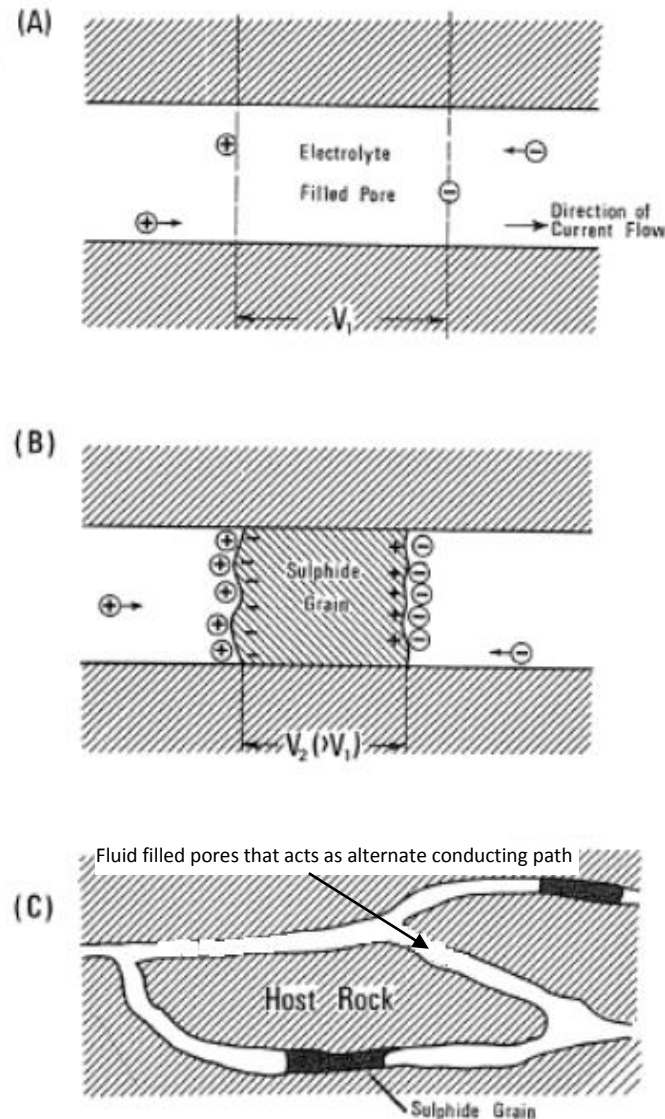 (A)
Electrolyte
Filled Pore
Direction of
Current Flow
V₁
(B)
Sulphide
Grain
V₂ (>V₁)
Fluid filled pores that acts as alternate conducting path
(C)
Host Rock
Sulphide Grain